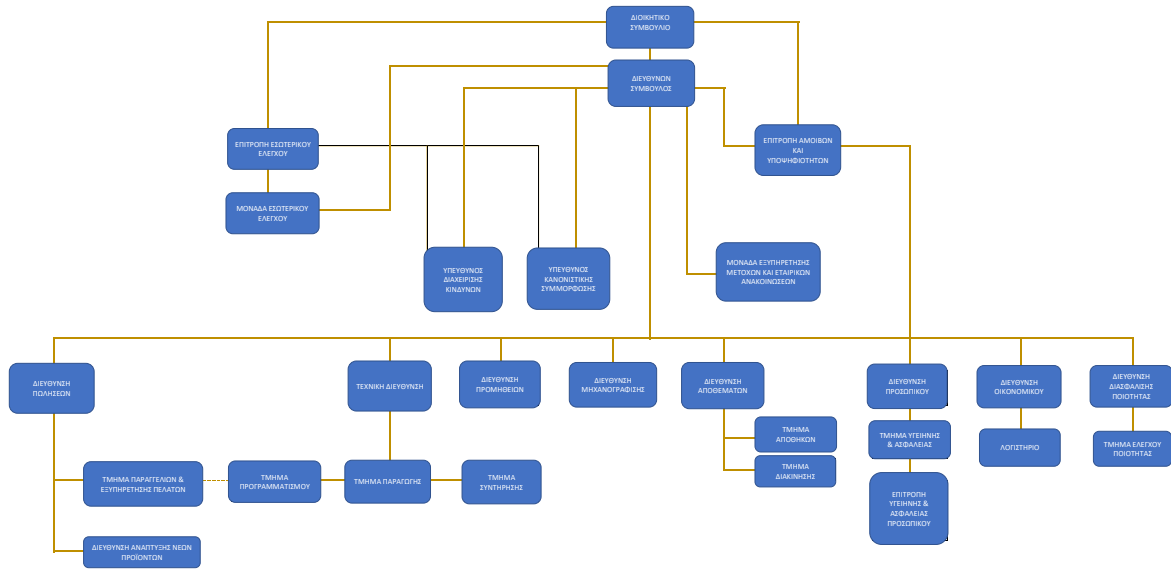 ΔΙΟΙΚΗΤΙΚΟ
ΣΥΜΒΟΥΛΙΟ
ΔΙΕΥΘΥΝΩΝ
ΣΥΜΒΟΥΛΟΣ
ΕΠΙΤΡΟΠΗ ΕΣΩΤΕΡΙΚΟΥ
ΕΛΕΓΧΟΥ
ΕΠΙΤΡΟΠΗ ΑΜΟΙΒΩΝ
ΚΑΙ
ΥΠΟΨΗΦΙΟΤΗΤΩΝ
ΜΟΝΑΔΑ ΕΣΩΤΕΡΙΚΟΥ
ΕΛΕΓΧΟΥ
ΥΠΕΥΘΥΝΟΣ
ΔΙΑΧΕΙΡΙΣΗΣ
ΚΙΝΔΥΝΩΝ
ΥΠΕΥΘΥΝΟΣ
ΚΑΝΟΝΙΣΤΙΚΗΣ
ΣΥΜΜΟΡΦΩΣΗΣ
ΜΟΝΑΔΑ ΕΞΥΠΗΡΕΤΗΣΗΣ
ΜΕΤΟΧΩΝ ΚΑΙ ΕΤΑΙΡΙΚΩΝ
ΑΝΑΚΟΙΝΩΣΕΩΝ
ΔΙΕΥΘΥΝΣΗ
ΠΩΛΗΣΕΩΝ
ΤΕΧΝΙΚΗ ΔΙΕΥΘΥΝΣΗ
ΔΙΕΥΘΥΝΣΗ
ΠΡΟΜΗΘΕΙΩΝ
ΔΙΕΥΘΥΝΣΗ
ΜΗΧΑΝΟΓΡΑΦΙΣΗΣ
ΔΙΕΥΘΥΝΣΗ
ΑΠΟΘΕΜΑΤΩΝ
ΔΙΕΥΘΥΝΣΗ
ΠΡΟΣΩΠΙΚΟΥ
ΔΙΕΥΘΥΝΣΗ
ΟΙΚΟΝΟΜΙΚΟΥ
ΔΙΕΥΘΥΝΣΗ
ΔΙΑΣΦΑΛΙΣΗΣ
ΠΟΙΟΤΗΤΑΣ
ΤΜΗΜΑ
ΑΠΟΘΗΚΩΝ
ΤΜΗΜΑ ΥΓΕΙΗΝΗΣ
& ΑΣΦΑΛΕΙΑΣ
ΛΟΓΙΣΤΗΡΙΟ
ΤΜΗΜΑ ΕΛΕΓΧΟΥ
ΠΟΙΟΤΗΤΑΣ
ΤΜΗΜΑ ΠΑΡΑΓΓΕΛΙΩΝ &
ΕΞΥΠΗΡΕΤΗΣΗΣ ΠΕΛΑΤΩΝ
ΤΜΗΜΑ
ΠΡΟΓΡΑΜΜΑΤΙΣΜΟΥ
ΤΜΗΜΑ ΠΑΡΑΓΩΓΗΣ
ΤΜΗΜΑ
ΣΥΝΤΗΡΗΣΗΣ
ΤΜΗΜΑ
ΔΙΑΚΙΝΗΣΗΣ
ΕΠΙΤΡΟΠΗ
ΥΓΕΙΗΝΗΣ &
ΑΣΦΑΛΕΙΑΣ
ΠΡΟΣΩΠΙΚΟΥ
ΔΙΕΥΘΥΝΣΗ ΑΝΑΠΤΥΞΗΣ ΝΕΩΝ
ΠΡΟΪΟΝΤΩΝ